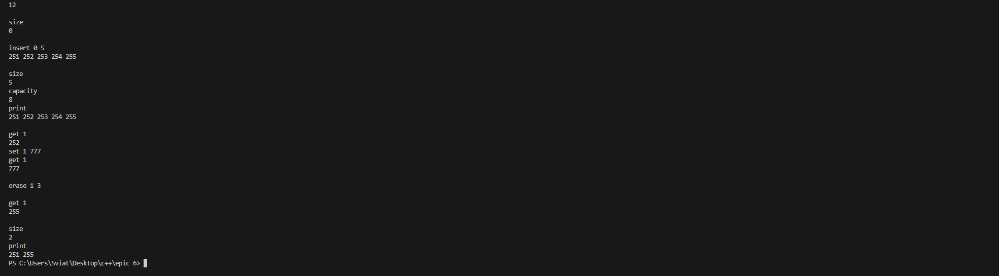 12
size
0
insert 0 5
251 252 253 254 255
size
5
capacity
8
print
251 252 253 254 255
get 1
252
set 1 777
get 1
777
erase 1 3
get 1
255
size
2
print
251 255
PS C:\Users\Sviat\Desktop\c++\epic 6>